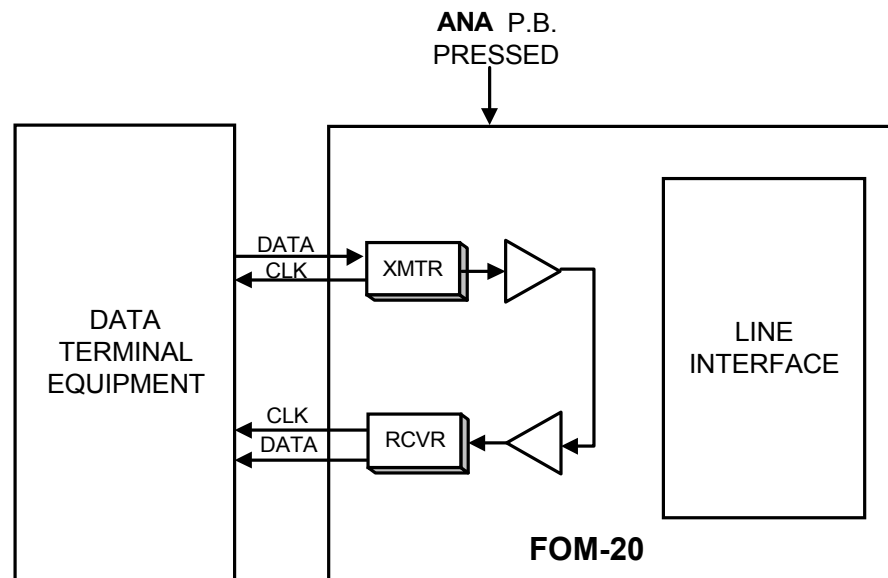 ANA P.B.
PRESSED
DATA
CLK
XMTR
DATA
TERMINAL
EQUIPMENT
LINE
INTERFACE
CLK
DATA
RCVR
FOM-20